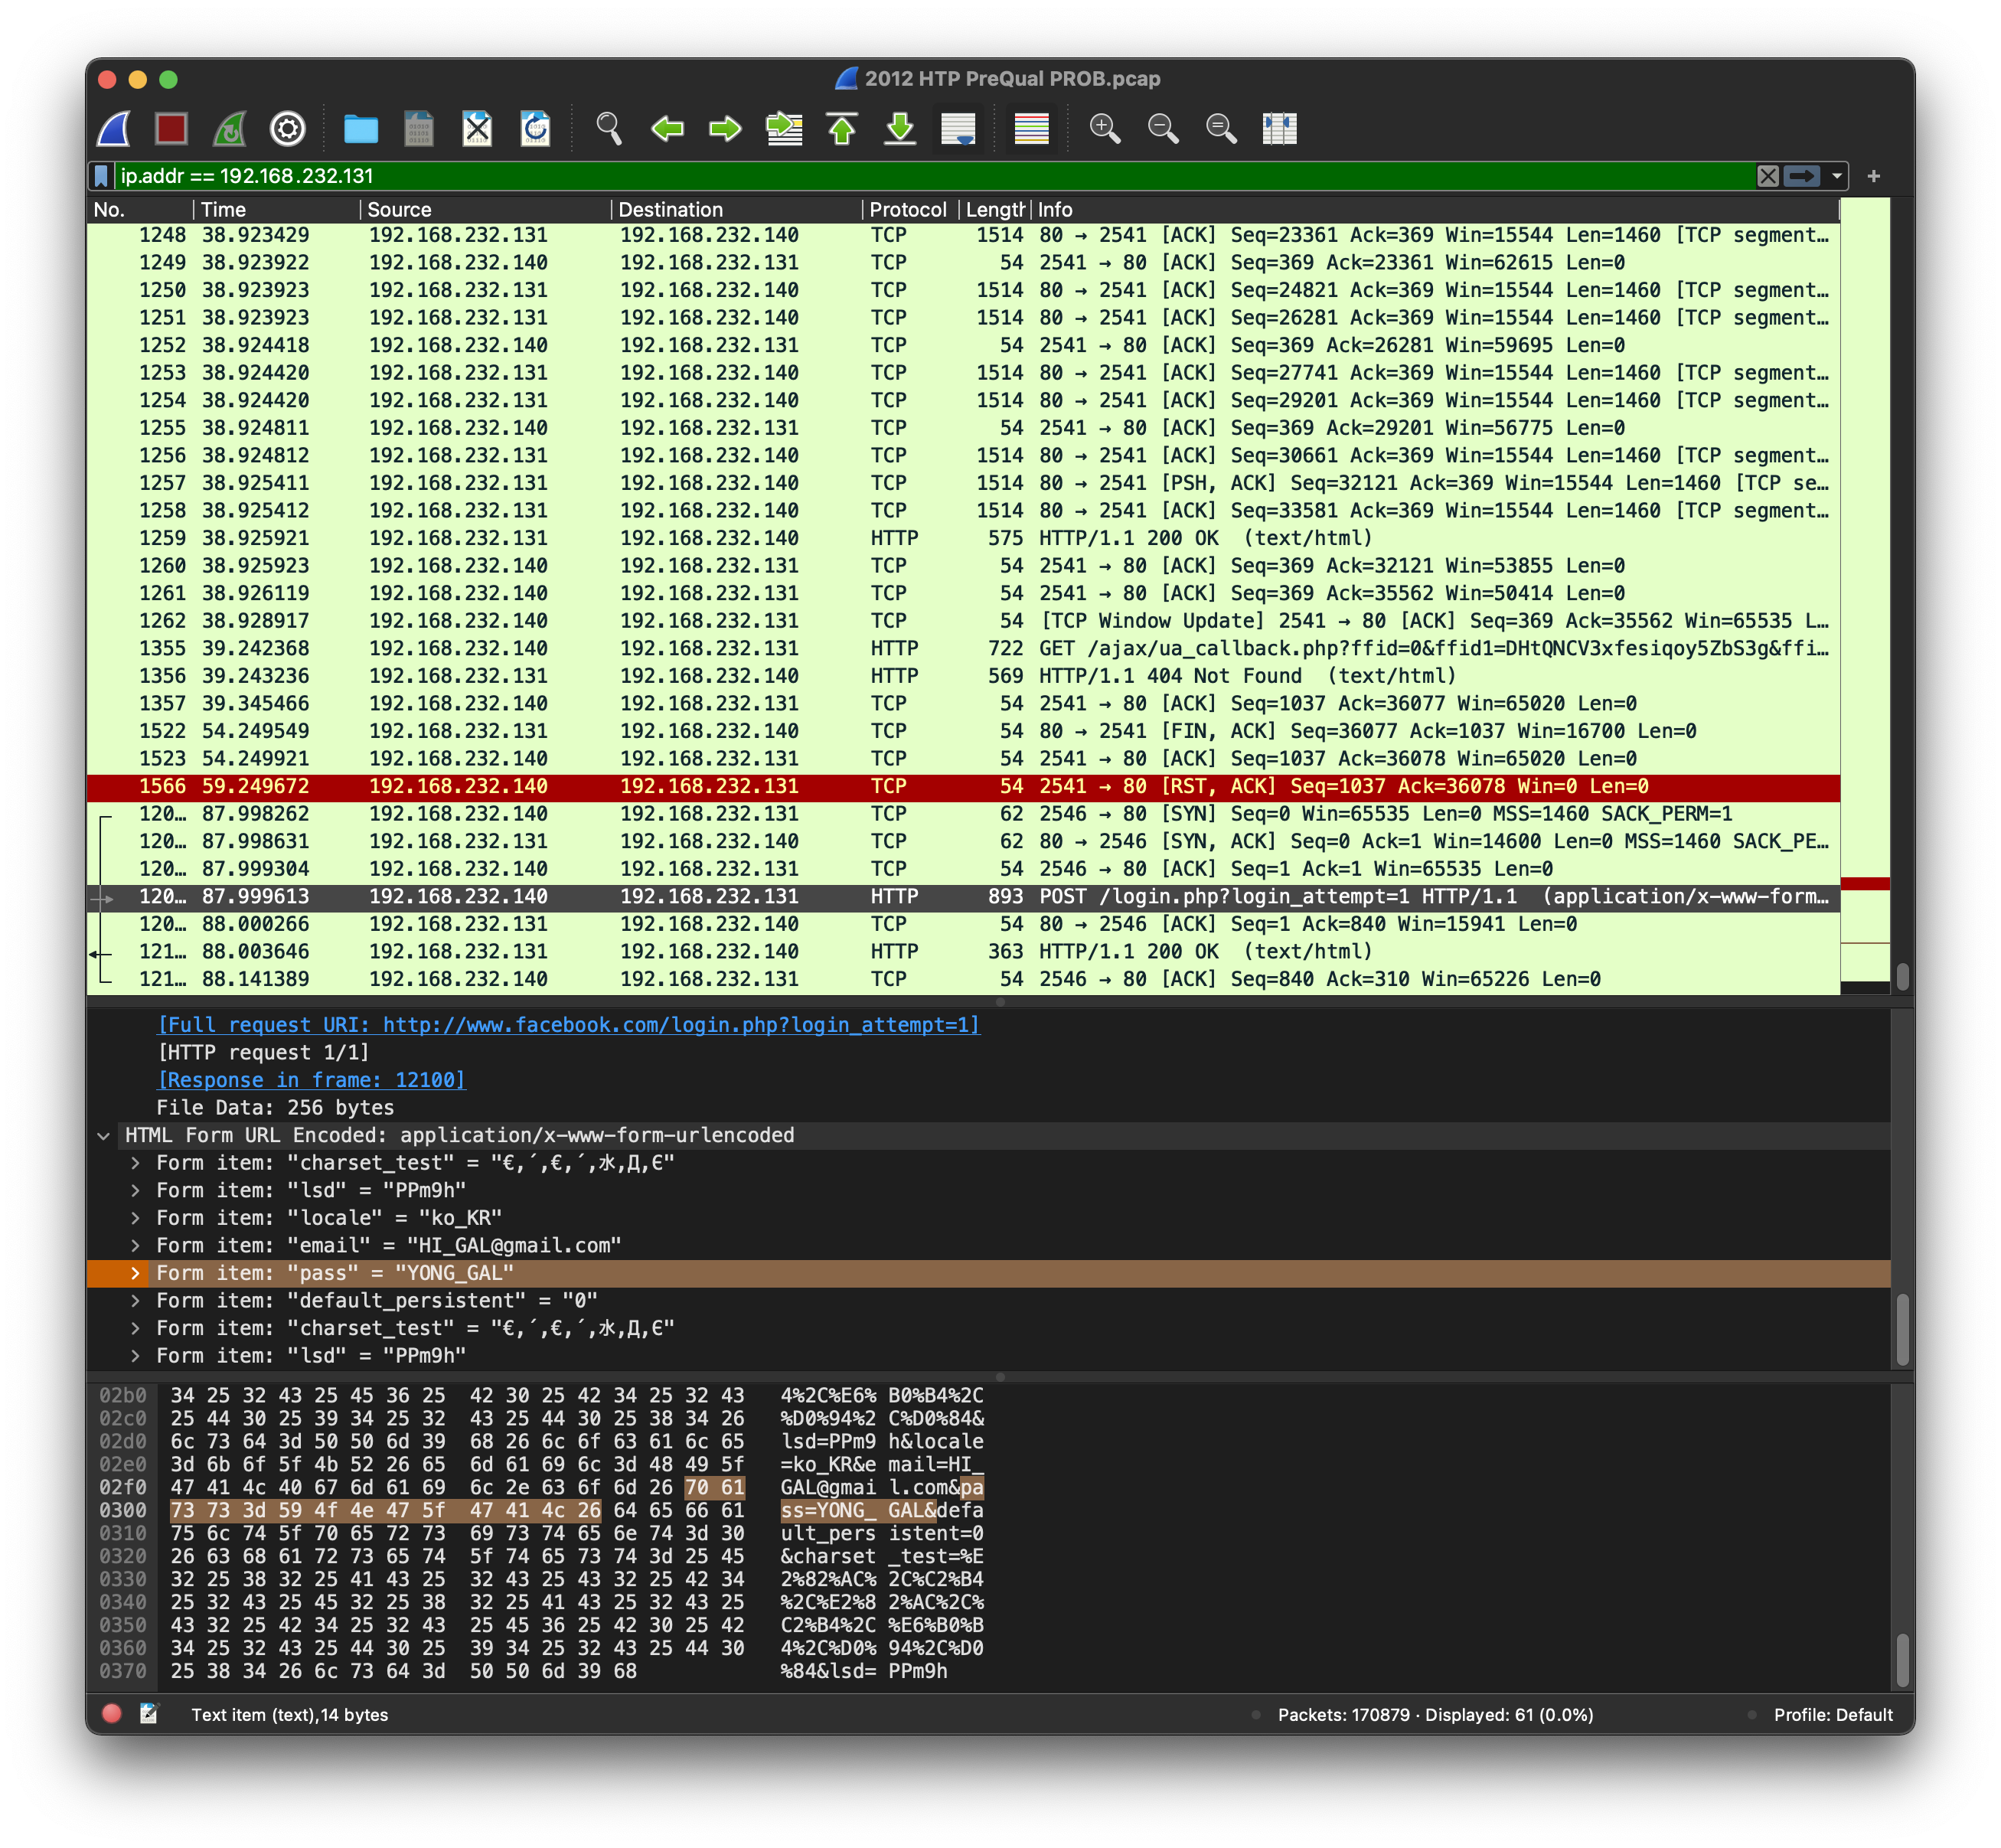 2012 HTP PreQual PROB.pcap
ip.addr == 192.168.232.131
No. Time Source Destination Protocol Length Info
1248 38.923429 192.168.232.131 192.168.232.140 TCP 1514 80 → 2541 [ACK] Seq=23361 Ack=369 Win=15544 Len=1460 [TCP segment…
1249 38.923922 192.168.232.140 192.168.232.131 TCP 54 2541 → 80 [ACK] Seq=369 Ack=23361 Win=62615 Len=0
1250 38.923923 192.168.232.131 192.168.232.140 TCP 1514 80 → 2541 [ACK] Seq=24821 Ack=369 Win=15544 Len=1460 [TCP segment…
1251 38.923923 192.168.232.131 192.168.232.140 TCP 1514 80 → 2541 [ACK] Seq=26281 Ack=369 Win=15544 Len=1460 [TCP segment…
1252 38.924418 192.168.232.140 192.168.232.131 TCP 54 2541 → 80 [ACK] Seq=369 Ack=26281 Win=59695 Len=0
1253 38.924420 192.168.232.131 192.168.232.140 TCP 1514 80 → 2541 [ACK] Seq=27741 Ack=369 Win=15544 Len=1460 [TCP segment…
1254 38.924420 192.168.232.131 192.168.232.140 TCP 1514 80 → 2541 [ACK] Seq=29201 Ack=369 Win=15544 Len=1460 [TCP segment…
1255 38.924811 192.168.232.140 192.168.232.131 TCP 54 2541 → 80 [ACK] Seq=369 Ack=29201 Win=56775 Len=0
1256 38.924812 192.168.232.131 192.168.232.140 TCP 1514 80 → 2541 [ACK] Seq=30661 Ack=369 Win=15544 Len=1460 [TCP segment…
1257 38.925411 192.168.232.131 192.168.232.140 TCP 1514 80 → 2541 [PSH, ACK] Seq=32121 Ack=369 Win=15544 Len=1460 [TCP se…
1258 38.925412 192.168.232.131 192.168.232.140 TCP 1514 80 → 2541 [ACK] Seq=33581 Ack=369 Win=15544 Len=1460 [TCP segment…
1259 38.925921 192.168.232.131 192.168.232.140 HTTP 575 HTTP/1.1 200 OK (text/html)
1260 38.925923 192.168.232.140 192.168.232.131 TCP 54 2541 → 80 [ACK] Seq=369 Ack=32121 Win=53855 Len=0
1261 38.926119 192.168.232.140 192.168.232.131 TCP 54 2541 → 80 [ACK] Seq=369 Ack=35562 Win=50414 Len=0
1262 38.928917 192.168.232.140 192.168.232.131 TCP 54 [TCP Window Update] 2541 → 80 [ACK] Seq=369 Ack=35562 Win=65535 L…
1355 39.242368 192.168.232.140 192.168.232.131 HTTP 722 GET /ajax/ua_callback.php?ffid=0&ffid1=DHtQNCV3xfesiqoy5ZbS3g&ffi…
1356 39.243236 192.168.232.131 192.168.232.140 HTTP 569 HTTP/1.1 404 Not Found (text/html)
1357 39.345466 192.168.232.140 192.168.232.131 TCP 54 2541 → 80 [ACK] Seq=1037 Ack=36077 Win=65020 Len=0
1522 54.249549 192.168.232.131 192.168.232.140 TCP 54 80 → 2541 [FIN, ACK] Seq=36077 Ack=1037 Win=16700 Len=0
1523 54.249921 192.168.232.140 192.168.232.131 TCP 54 2541 → 80 [ACK] Seq=1037 Ack=36078 Win=65020 Len=0
1566 59.249672 192.168.232.140 192.168.232.131 TCP 54 2541 → 80 [RST, ACK] Seq=1037 Ack=36078 Win=0 Len=0
120… 87.998262 192.168.232.140 192.168.232.131 TCP 62 2546 → 80 [SYN] Seq=0 Win=65535 Len=0 MSS=1460 SACK_PERM=1
120… 87.998631 192.168.232.131 192.168.232.140 TCP 62 80 → 2546 [SYN, ACK] Seq=0 Ack=1 Win=14600 Len=0 MSS=1460 SACK_PE…
120… 87.999304 192.168.232.140 192.168.232.131 TCP 54 2546 → 80 [ACK] Seq=1 Ack=1 Win=65535 Len=0
120… 87.999613 192.168.232.140 192.168.232.131 HTTP 893 POST /login.php?login_attempt=1 HTTP/1.1 (application/x-www-form…
120… 88.000266 192.168.232.131 192.168.232.140 TCP 54 80 → 2546 [ACK] Seq=1 Ack=840 Win=15941 Len=0
121… 88.003646 192.168.232.131 192.168.232.140 HTTP 363 HTTP/1.1 200 OK (text/html)
121… 88.141389 192.168.232.140 192.168.232.131 TCP 54 2546 → 80 [ACK] Seq=840 Ack=310 Win=65226 Len=0
[Full request URI: http://www.facebook.com/login.php?login_attempt=1]
[HTTP request 1/1]
[Response in frame: 12100]
File Data: 256 bytes
HTML Form URL Encoded: application/x-www-form-urlencoded
Form item: "charset_test" = "€,´,€,´,水,Д,Є"
Form item: "lsd" = "PPm9h"
Form item: "locale" = "ko_KR"
Form item: "email" = "HI_GAL@gmail.com"
Form item: "pass" = "YONG_GAL"
Form item: "default_persistent" = "0"
Form item: "charset_test" = "€,´,€,´,水,Д,Є"
Form item: "lsd" = "PPm9h"
02b0 34 25 32 43 25 45 36 25 42 30 25 42 34 25 32 43 4%2C%E6% B0%B4%2C
02c0 25 44 30 25 39 34 25 32 43 25 44 30 25 38 34 26 %D0%94%2 C%D0%84&
02d0 6c 73 64 3d 50 50 6d 39 68 26 6c 6f 63 61 6c 65 lsd=PPm9 h&locale
02e0 3d 6b 6f 5f 4b 52 26 65 6d 61 69 6c 3d 48 49 5f =ko_KR&e mail=HI_
02f0 47 41 4c 40 67 6d 61 69 6c 2e 63 6f 6d 26 70 61 GAL@gmai l.com&pa
0300 73 73 3d 59 4f 4e 47 5f 47 41 4c 26 64 65 66 61 ss=YONG_ GAL&defa
0310 75 6c 74 5f 70 65 72 73 69 73 74 65 6e 74 3d 30 ult_pers istent=0
0320 26 63 68 61 72 73 65 74 5f 74 65 73 74 3d 25 45 &charset _test=%E
0330 32 25 38 32 25 41 43 25 32 43 25 43 32 25 42 34 2%82%AC% 2C%C2%B4
0340 25 32 43 25 45 32 25 38 32 25 41 43 25 32 43 25 %2C%E2%8 2%AC%2C%
0350 43 32 25 42 34 25 32 43 25 45 36 25 42 30 25 42 C2%B4%2C %E6%B0%B
0360 34 25 32 43 25 44 30 25 39 34 25 32 43 25 44 30 4%2C%D0% 94%2C%D0
0370 25 38 34 26 6c 73 64 3d 50 50 6d 39 68 %84&lsd= PPm9h
Text item (text),14 bytes Packets: 170879 · Displayed: 61 (0.0%) Profile: Default